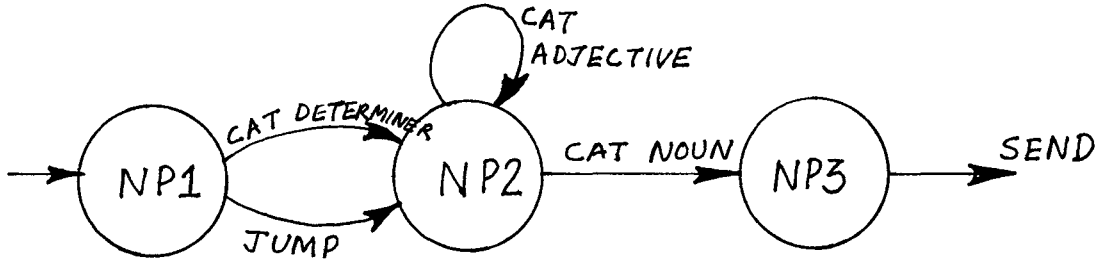 CAT
ADJECTIVE
CAT DETERMINER
NP1
NP2
CAT NOUN
NP3
SEND
JUMP